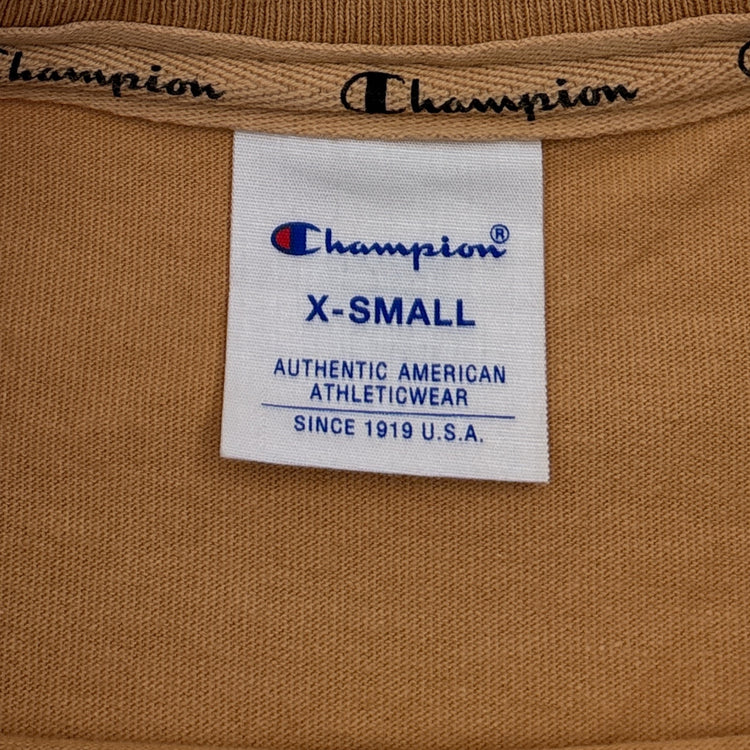 Champion Champion
Champion®
X-SMALL
AUTHENTIC AMERICAN
ATHLETICWEAR
SINCE 1919 U.S.A.